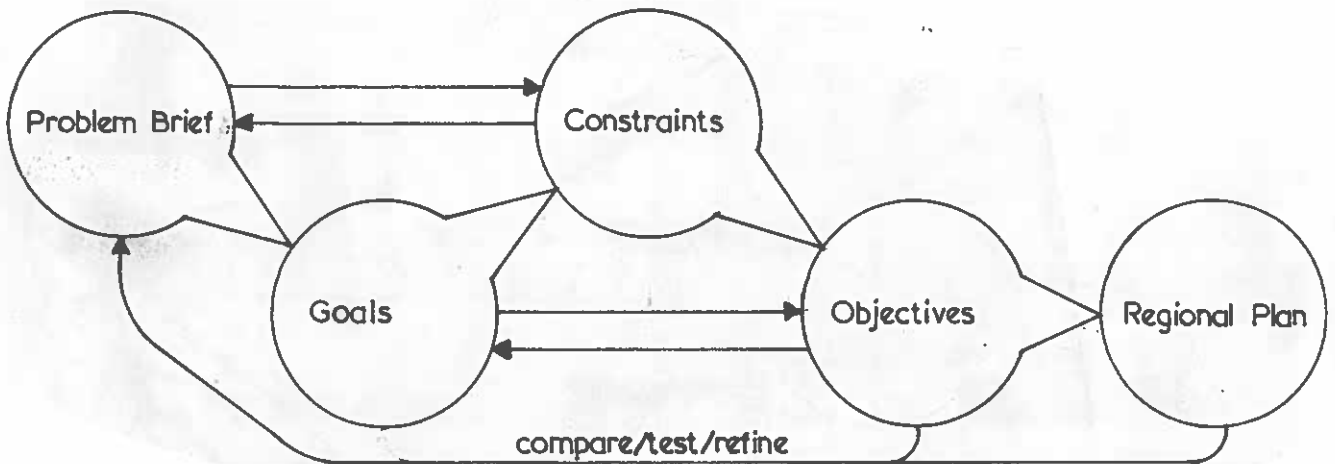 Problem Brief
Constraints
Goals
Objectives
Regional Plan
compare/test/refine